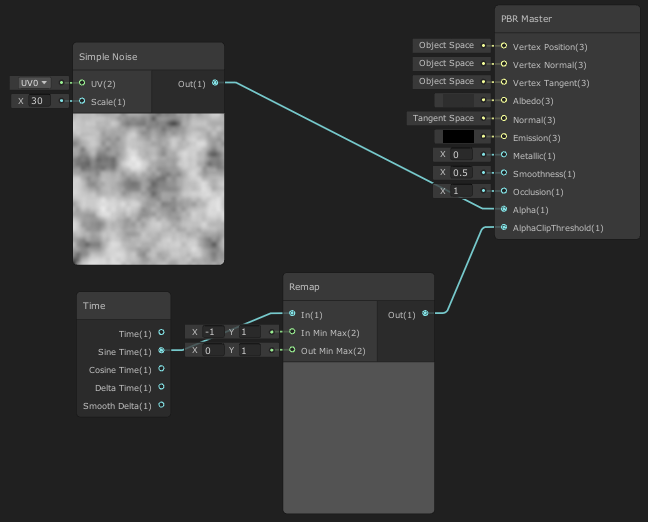 PBR Master
Object Space
Vertex Position(3)
Object Space
Vertex Normal(3)
Object Space
Vertex Tangent(3)
Albedo(3)
Tangent Space
Normal(3)
Emission(3)
X 0
Metallic(1)
X 0.5
Smoothness(1)
X 1
Occlusion(1)
Alpha(1)
AlphaClipThreshold(1)
Simple Noise
UV0
UV(2)
Out(1)
X 30
Scale(1)
Remap
In(1)
Out(1)
X -1 Y 1
In Min Max(2)
X 0 Y 1
Out Min Max(2)
Time
Time(1)
Sine Time(1)
Cosine Time(1)
Delta Time(1)
Smooth Delta(1)